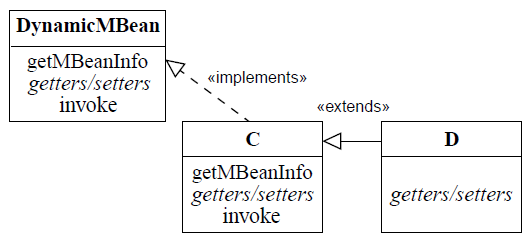 DynamicMBean
getMBeanInfo
getters/setters
invoke
«implements»
«extends»
C
getMBeanInfo
getters/setters
invoke
D
getters/setters